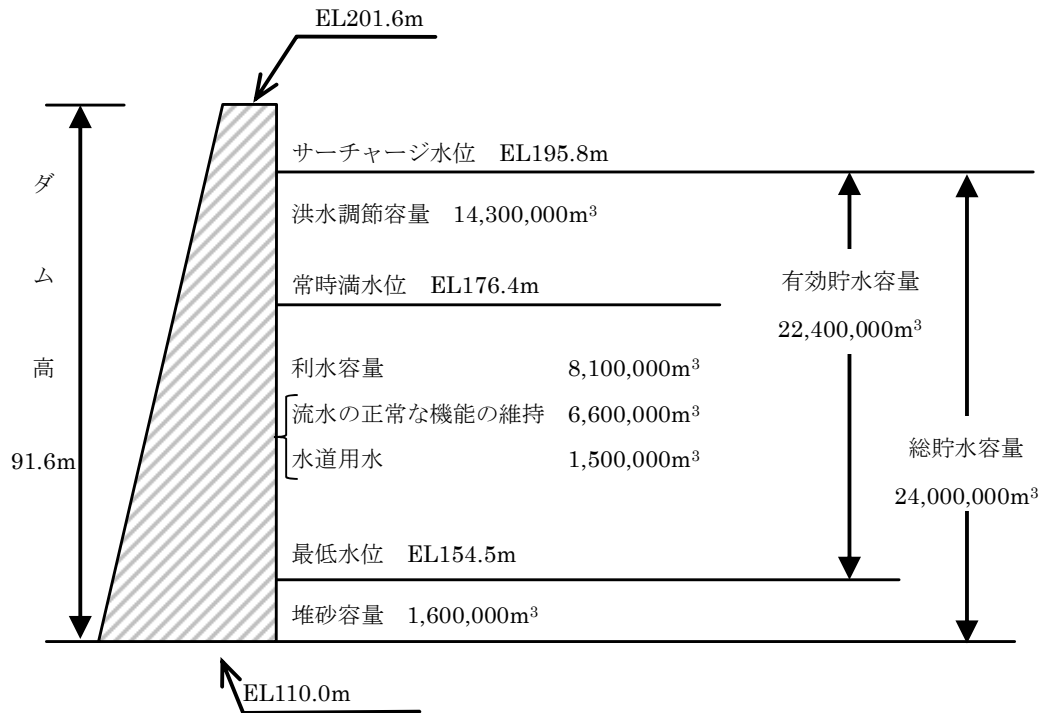 EL201.6m
サーチャージ水位 EL195.8m
洪水調節容量 14,300,000m³
常時満水位 EL176.4m
有効貯水容量
22,400,000m³
ダム高
91.6m
利水容量 8,100,000m³
流水の正常な機能の維持 6,600,000m³
水道用水 1,500,000m³
総貯水容量
24,000,000m³
最低水位 EL154.5m
堆砂容量 1,600,000m³
EL110.0m